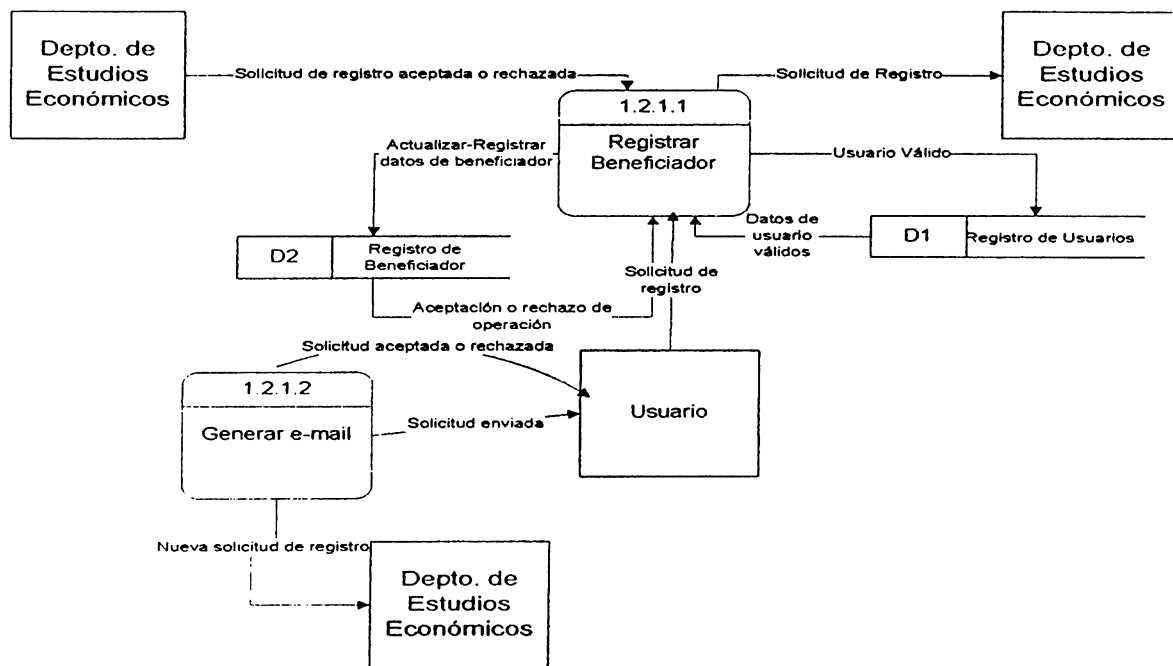 Depto. de
Estudios
Económicos
Solicitud de registro aceptada o rechazada
1.2.1.1
Registrar
Beneficiador
Solicitud de Registro
Depto. de
Estudios
Económicos
Actualizar-Registrar
datos de beneficiador
Usuario Válido
D2
Registro de
Beneficiador
Datos de
usuario
válidos
D1
Registro de Usuarios
Solicitud de
registro
Aceptación o rechazo de
operación
Solicitud aceptada o rechazada
1.2.1.2
Generar e-mail
Solicitud enviada
Usuario
Nueva solicitud de registro
Depto. de
Estudios
Económicos